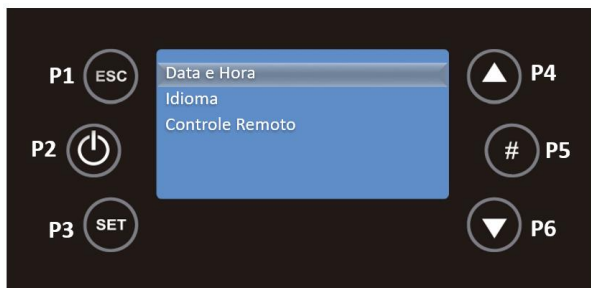 P1 ESC
Data e Hora
Idioma
Controle Remoto
P4
P2
# P5
P3 SET
P6